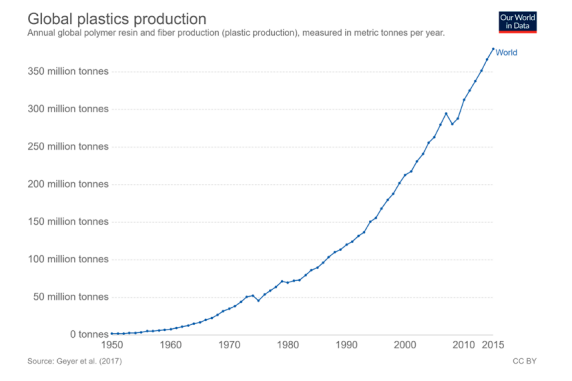 Global plastics production
Annual global polymer resin and fiber production (plastic production), measured in metric tonnes per year.
Our World
in Data
World
350 million tonnes
300 million tonnes
250 million tonnes
200 million tonnes
150 million tonnes
100 million tonnes
50 million tonnes
0 tonnes
1950 1960 1970 1980 1990 2000 2010 2015
Source: Geyer et al. (2017) CC BY